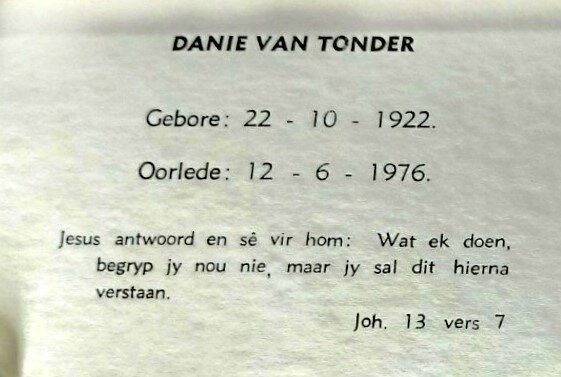 DANIE VAN TONDER
Gebore: 22 - 10 - 1922.
Oorlede: 12 - 6 - 1976.
Jesus antwoord en sê vir hom: Wat ek doen,
begryp jy nou nie, maar jy sal dit hierna
verstaan.
Joh. 13 vers 7